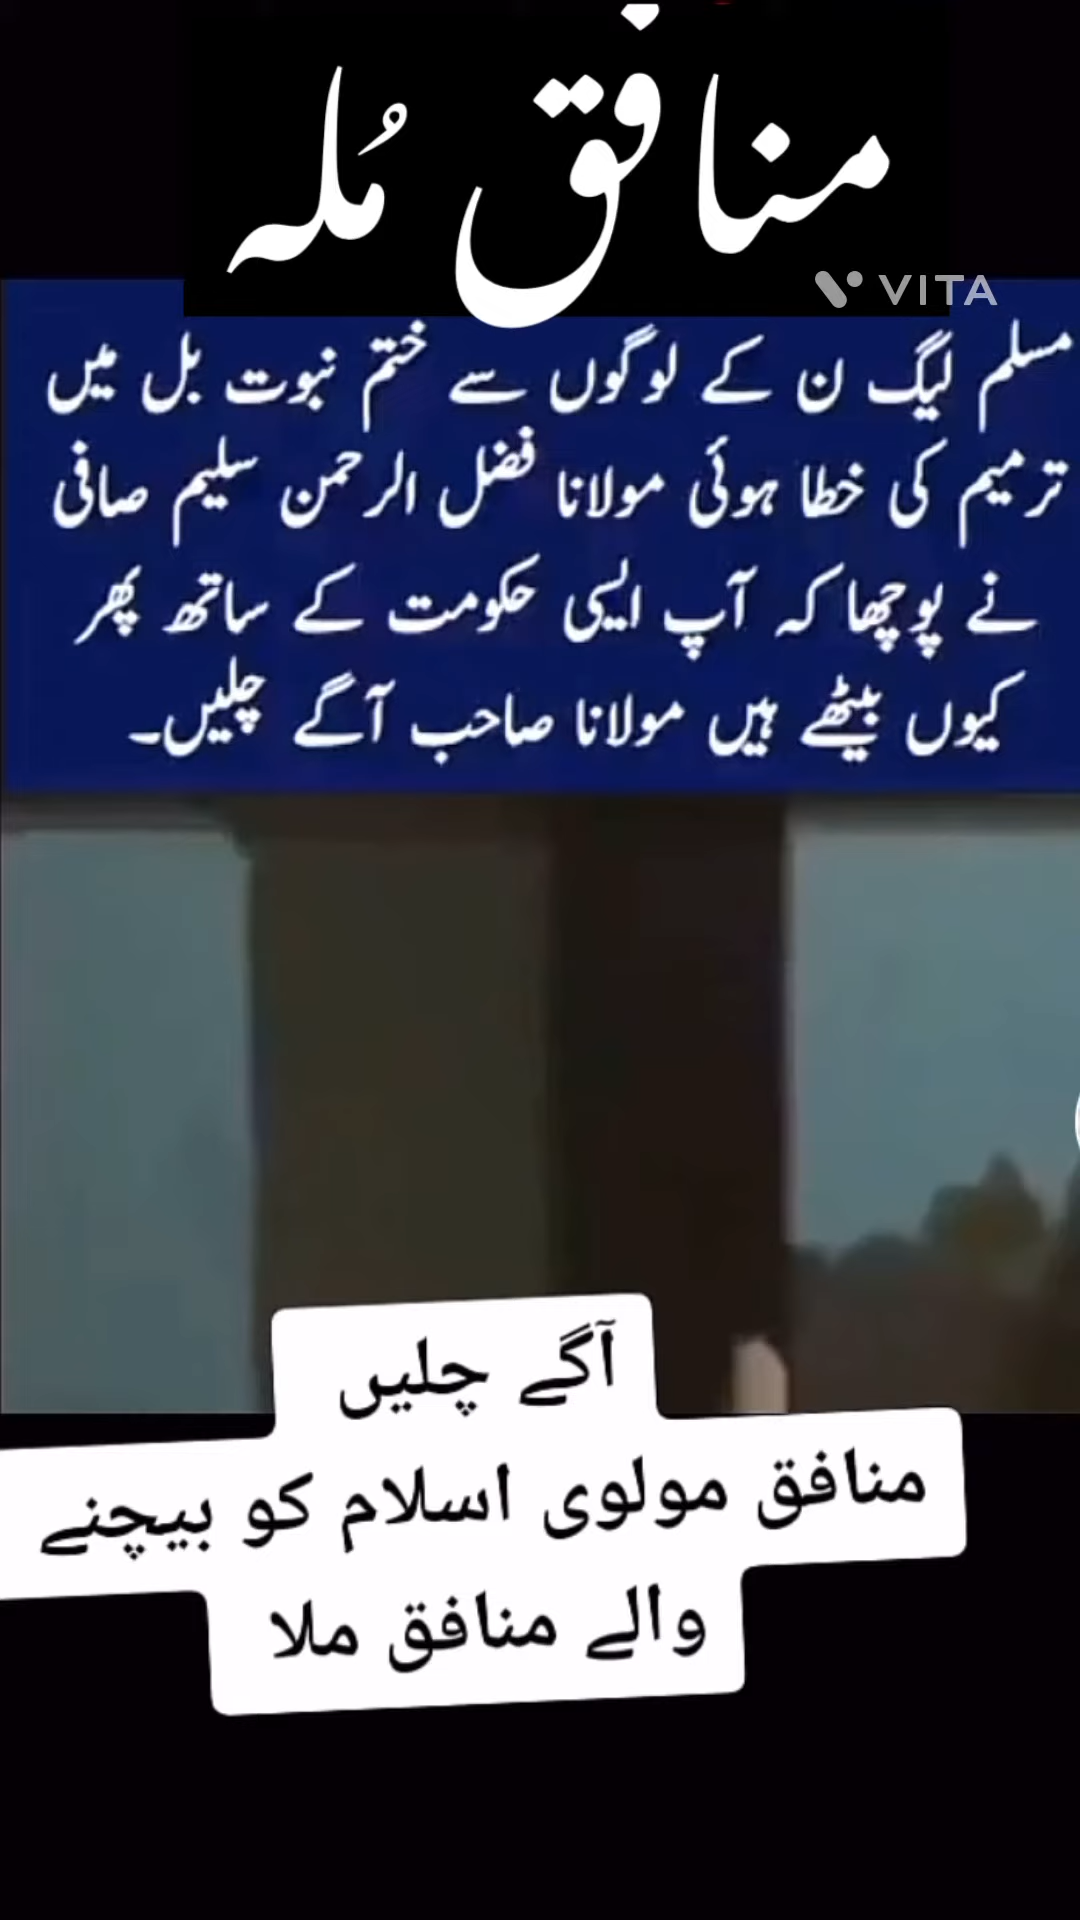 منافق مُلہ
VITA
مسلم لیگ ن کے لوگوں سے ختم نبوت بل میں
ترمیم کی خطا ہوئی مولانا فضل الرحمن سلیم صافی
نے پوچھا کہ آپ ایسی حکومت کے ساتھ پھر
کیوں بیٹھے ہیں مولانا صاحب آگے چلیں۔
آگے چلیں
منافق مولوی اسلام کو بیچنے
والے منافق ملا